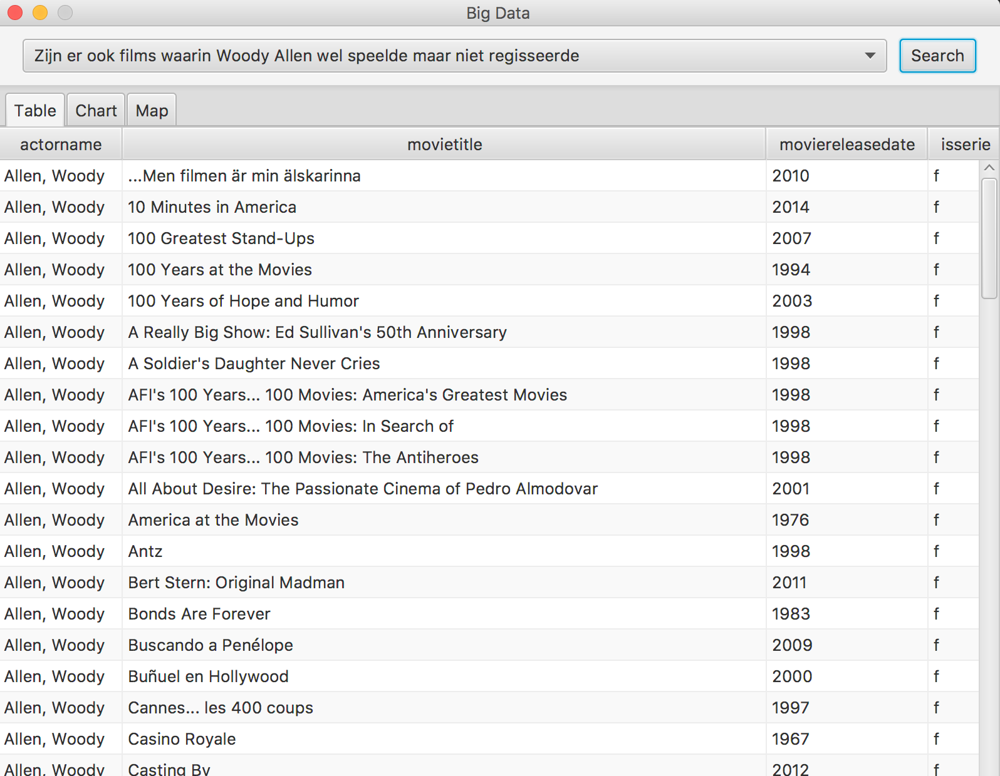 Big Data
Zijn er ook films waarin Woody Allen wel speelde maar niet regisseerde Search
Table Chart Map
actorname movietitle moviereleasedate isserie
Allen, Woody ...Men filmen är min älskarinna 2010 f
Allen, Woody 10 Minutes in America 2014 f
Allen, Woody 100 Greatest Stand-Ups 2007 f
Allen, Woody 100 Years at the Movies 1994 f
Allen, Woody 100 Years of Hope and Humor 2003 f
Allen, Woody A Really Big Show: Ed Sullivan's 50th Anniversary 1998 f
Allen, Woody A Soldier's Daughter Never Cries 1998 f
Allen, Woody AFI's 100 Years... 100 Movies: America's Greatest Movies 1998 f
Allen, Woody AFI's 100 Years... 100 Movies: In Search of 1998 f
Allen, Woody AFI's 100 Years... 100 Movies: The Antiheroes 1998 f
Allen, Woody All About Desire: The Passionate Cinema of Pedro Almodovar 2001 f
Allen, Woody America at the Movies 1976 f
Allen, Woody Antz 1998 f
Allen, Woody Bert Stern: Original Madman 2011 f
Allen, Woody Bonds Are Forever 1983 f
Allen, Woody Buscando a Penélope 2009 f
Allen, Woody Buñuel en Hollywood 2000 f
Allen, Woody Cannes... les 400 coups 1997 f
Allen, Woody Casino Royale 1967 f
Allen, Woody Casting By 2012 f